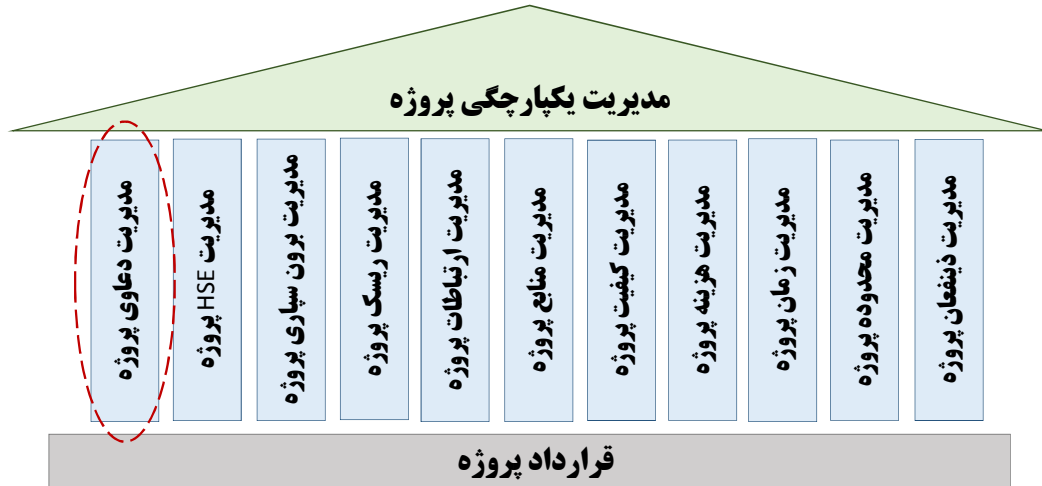 مدیریت یکپارچگی پروژه
مدیریت ذینفعان پروژه
مدیریت محدوده پروژه
مدیریت زمان پروژه
مدیریت هزینه پروژه
مدیریت کیفیت پروژه
مدیریت منابع پروژه
مدیریت ارتباطات پروژه
مدیریت ریسک پروژه
مدیریت برون سپاری پروژه
مدیریت HSE پروژه
مدیریت دعاوی پروژه
قرارداد پروژه